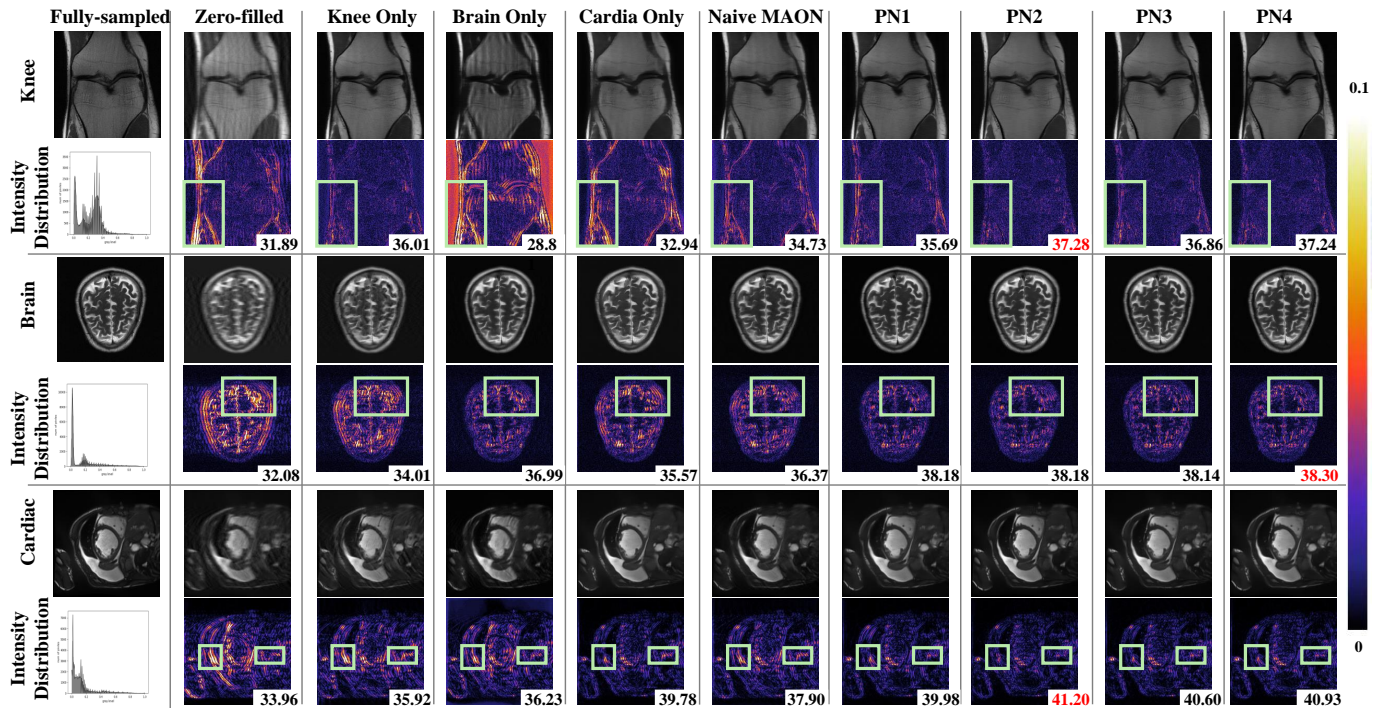 Fully-sampled Zero-filled Knee Only Brain Only Cardia Only Naive MAON PN1 PN2 PN3 PN4
Knee
0.1
Intensity
Distribution
31.89 36.01 28.8 32.94 34.73 35.69 37.28 36.86 37.24
Brain
Intensity
Distribution
32.08 34.01 36.99 35.57 36.37 38.18 38.18 38.14 38.30
Cardiac
0
Intensity
Distribution
33.96 35.92 36.23 39.78 37.90 39.98 41.20 40.60 40.93